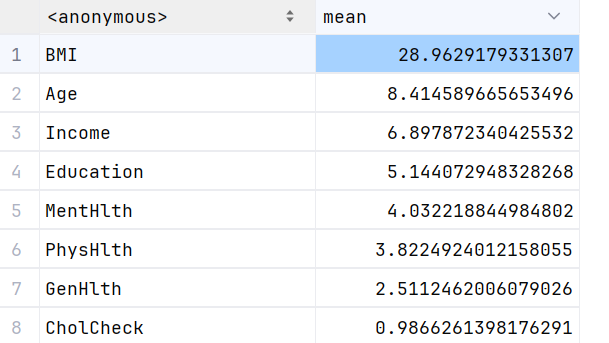 <anonymous> mean
1 BMI 28.9629179331307
2 Age 8.414589665653496
3 Income 6.897872340425532
4 Education 5.144072948328268
5 MentHlth 4.032218844984802
6 PhysHlth 3.8224924012158055
7 GenHlth 2.5112462006079026
8 CholCheck 0.9866261398176291